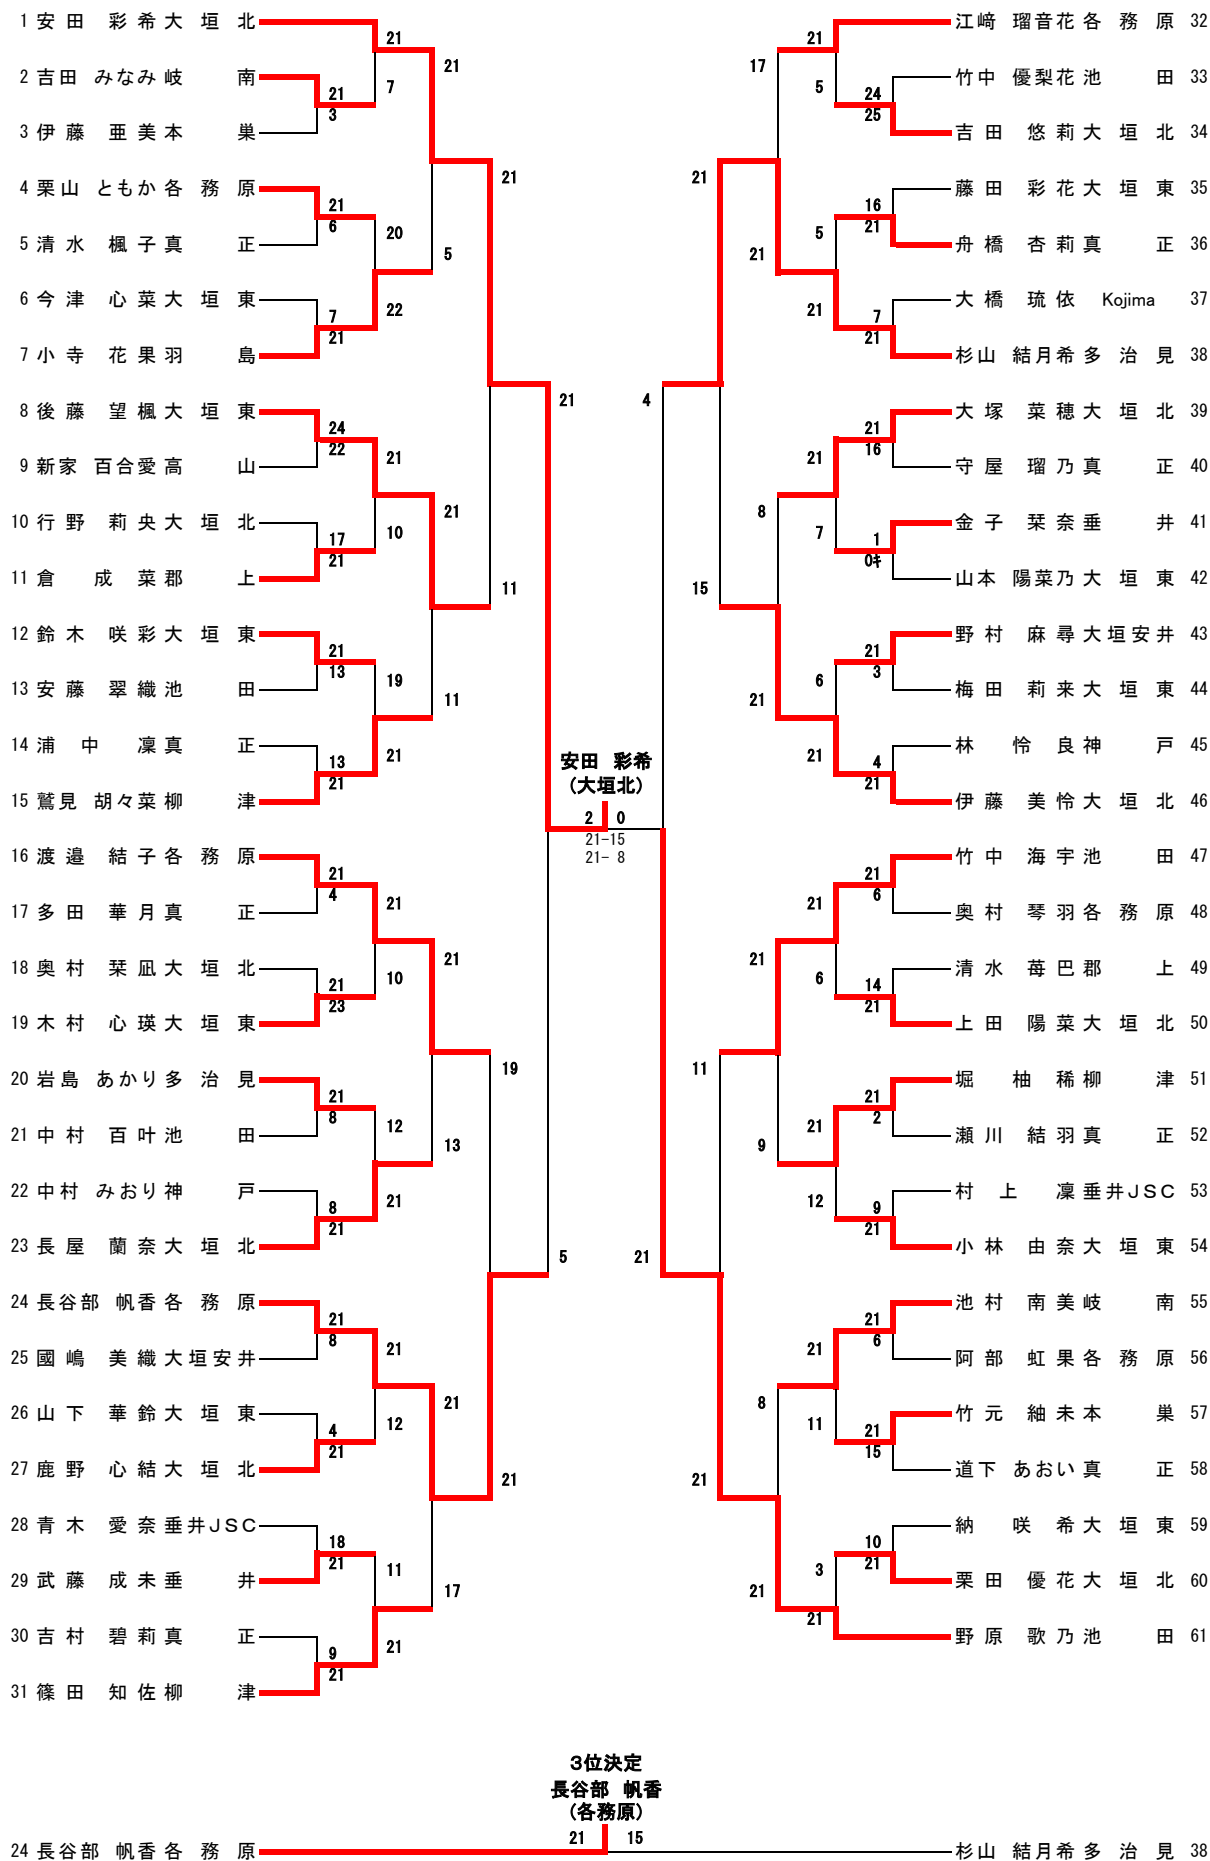 1 安田 彩希 大垣北
21
21
2 吉田 みなみ 岐南
21
3
7
3 伊藤 亜美 本巣
21
4 栗山 ともか 各務原
21
6
20
5 清水 楓子 真正
5
6 今津 心菜 大垣東
7
21
22
7 小寺 花果 羽島
21
8 後藤 望楓 大垣東
24
22
21
9 新家 百合愛 高山
21
10 行野 莉央 大垣北
17
21
10
11 倉 成菜 郡上
11
12 鈴木 咲彩 大垣東
21
13
19
13 安藤 翠織 池田
11
14 浦中 凜 真正
13
21
21
15 鷲見 胡々菜 柳津
16 渡邉 結子 各務原
21
4
21
17 多田 華月 真正
21
18 奥村 栞凪 大垣北
21
23
10
19 木村 心瑛 大垣東
19
20 岩島 あかり 多治見
21
8
12
21 中村 百叶 池田
13
22 中村 みおり 神戸
8
21
21
23 長屋 蘭奈 大垣北
5
24 長谷部 帆香 各務原
21
8
21
25 國嶋 美織 大垣安井
21
26 山下 華鈴 大垣東
4
21
12
27 鹿野 心結 大垣北
21
28 青木 愛奈 垂井JSC
18
21
11
29 武藤 成未 垂井
17
30 吉村 碧莉 真正
9
21
21
31 篠田 知佐 柳津
安田 彩希
(大垣北)
2 0
21-15
21- 8
江﨑 瑠音花 各務原 32
21
17
竹中 優梨花 池田 33
5
24
25
吉田 悠莉 大垣北 34
21
藤田 彩花 大垣東 35
16
21
5
舟橋 杏莉 真正 36
21
大橋 琉依 Kojima 37
7
21
21
杉山 結月希 多治見 38
4
大塚 菜穂 大垣北 39
21
16
21
守屋 瑠乃 真正 40
8
金子 栞奈 垂井 41
1
0キ
7
山本 陽菜乃 大垣東 42
15
野村 麻尋 大垣安井 43
21
3
6
梅田 莉来 大垣東 44
21
林 怜良 神戸 45
4
21
21
伊藤 美怜 大垣北 46
竹中 海宇 池田 47
21
6
21
奥村 琴羽 各務原 48
21
清水 苺巴 郡上 49
14
21
6
上田 陽菜 大垣北 50
11
堀 柚稀 柳津 51
21
2
21
瀬川 結羽 真正 52
9
村上 凜 垂井JSC 53
9
21
12
小林 由奈 大垣東 54
21
池村 南美 岐南 55
21
6
21
阿部 虹果 各務原 56
8
竹元 紬未 本巣 57
21
15
11
道下 あおい 真正 58
21
納 咲希 大垣東 59
10
21
3
栗田 優花 大垣北 60
21
21
野原 歌乃 池田 61
3位決定
長谷部 帆香
(各務原)
21 15
24 長谷部 帆香 各務原
杉山 結月希 多治見 38